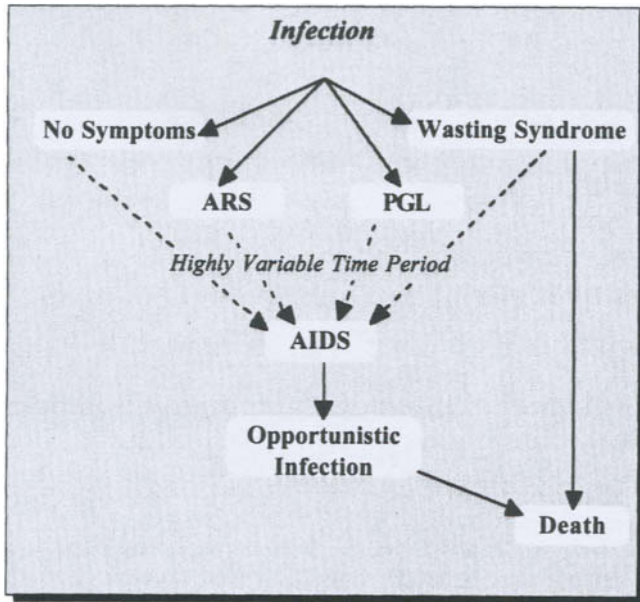 Infection
No Symptoms
Wasting Syndrome
ARS
PGL
Highly Variable Time Period
AIDS
Opportunistic
Infection
Death